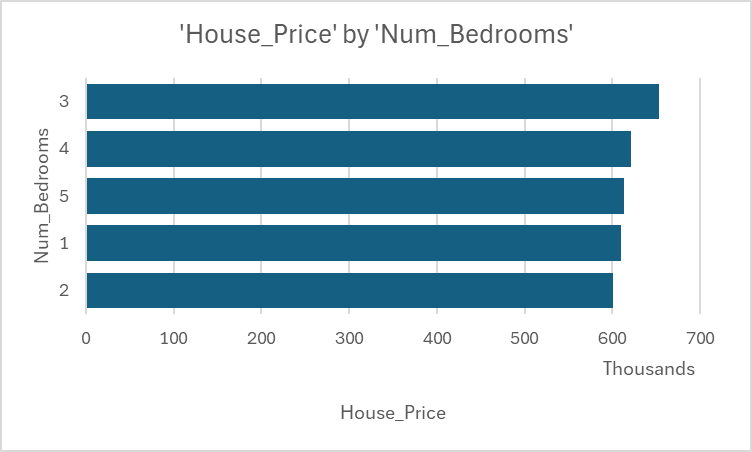 'House_Price' by 'Num_Bedrooms'
Num_Bedrooms
3
4
5
1
2
0 100 200 300 400 500 600 700
Thousands
House_Price